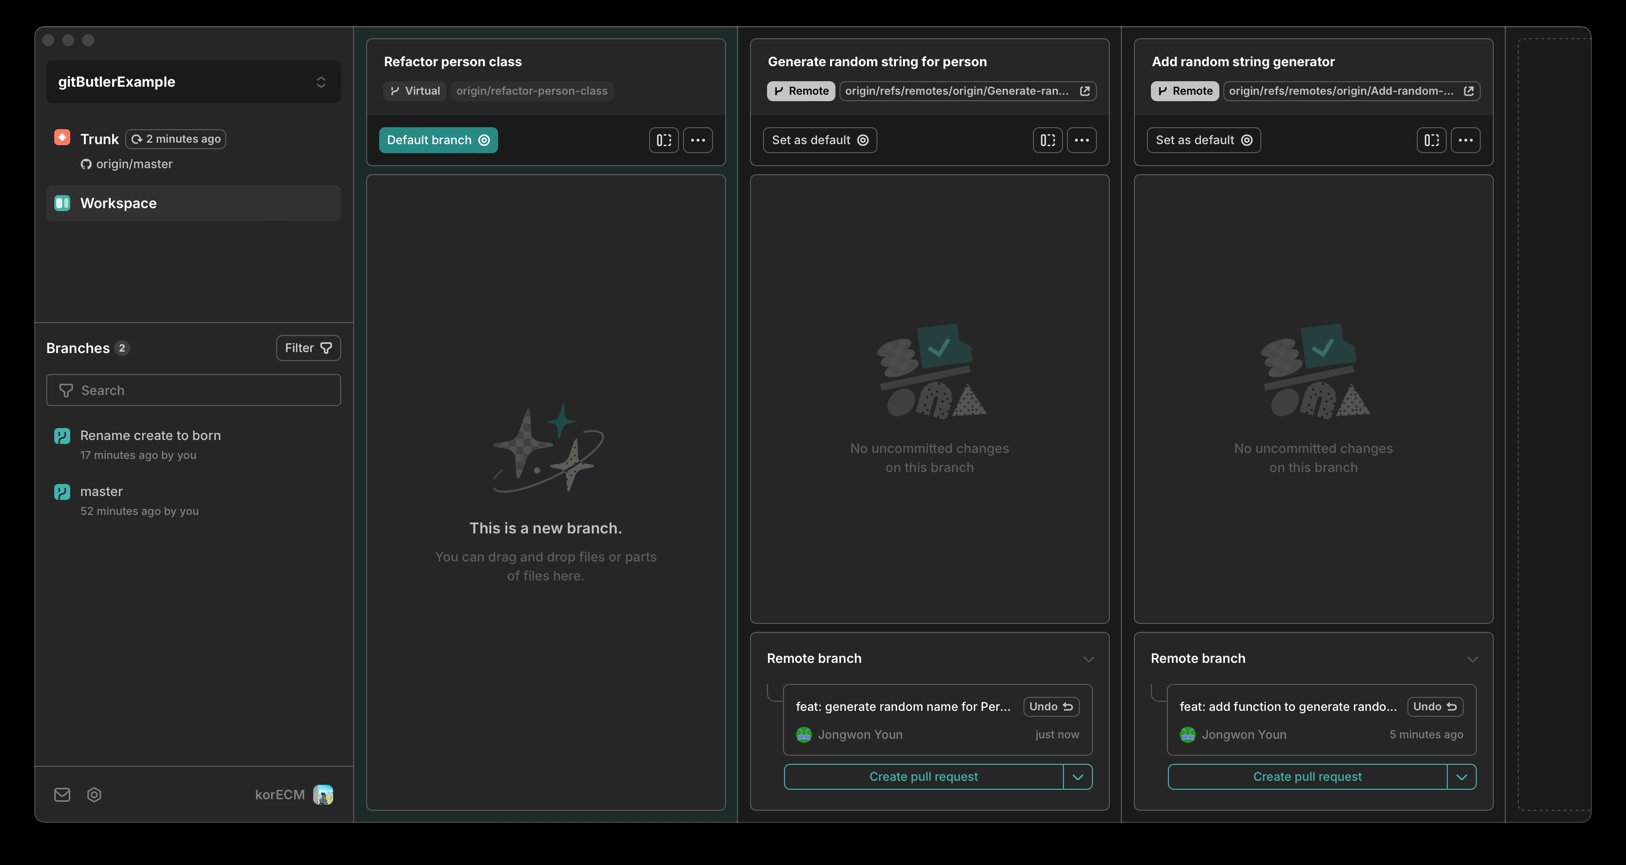 gitButlerExample
Trunk 2 minutes ago
origin/master
Workspace
Branches 2 Filter
Search
Rename create to born
17 minutes ago by you
master
52 minutes ago by you
korECM
Refactor person class
Virtual origin/refactor-person-class
Default branch
This is a new branch.
You can drag and drop files or parts
of files here.
Generate random string for person
Remote origin/refs/remotes/origin/Generate-ran...
Set as default
No uncommitted changes
on this branch
Remote branch
feat: generate random name for Per... Undo
Jongwon Youn just now
Create pull request
Add random string generator
Remote origin/refs/remotes/origin/Add-random-...
Set as default
No uncommitted changes
on this branch
Remote branch
feat: add function to generate rando... Undo
Jongwon Youn 5 minutes ago
Create pull request